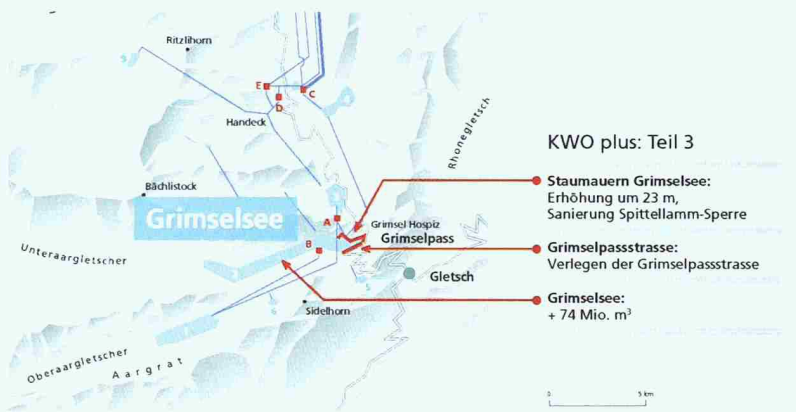 Ritzlihorn
E
C
D
Handeck
Rhonegletsch
KWO plus: Teil 3
Bächlistock
Staumauern Grimselsee:
Erhöhung um 23 m,
Sanierung Spittellamm-Sperre
Grimselsee
A
Grimsel Hospiz
Grimselpass
B
Grimselpassstrasse:
Verlegen der Grimselpassstrasse
Unteraargletscher
Gletsch
Grimselsee:
+ 74 Mio. m³
Sidelhorn
Oberaargletscher
Aargrat
0 5 km